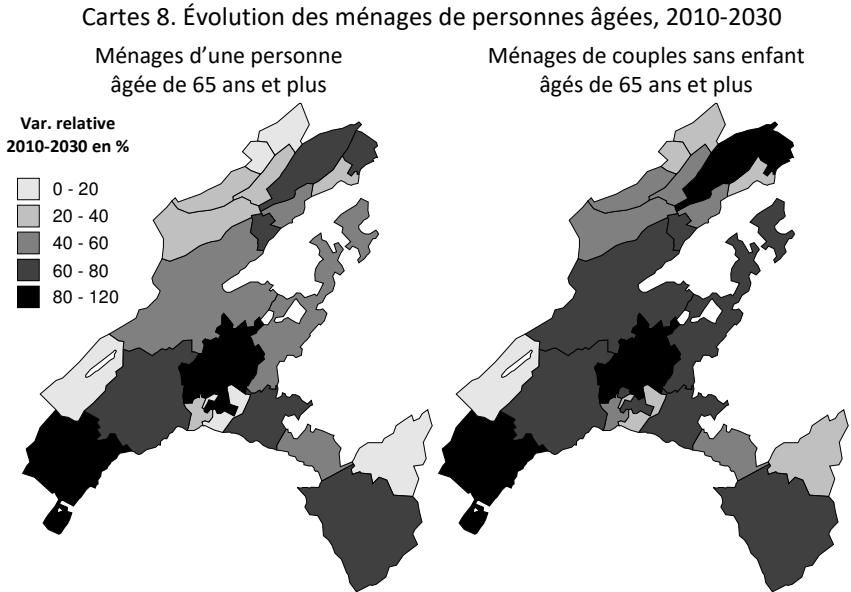 Cartes 8. Évolution des ménages de personnes âgées, 2010-2030
Ménages d’une personne
âgée de 65 ans et plus
Ménages de couples sans enfant
âgés de 65 ans et plus
Var. relative
2010-2030 en %
0 - 20
20 - 40
40 - 60
60 - 80
80 - 120